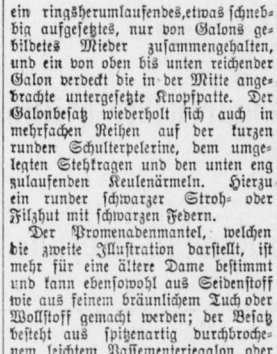 ein ringsherumlaufendes, etwas schneb-
big aufgesetztes, nur von Galons ge-
bildetes Mieder zusammengehalten,
und ein von oben bis unten reichender
Galon verdeckt die in der Mitte ange-
brachte untergesetzte Knopfpatte. Der
Galonbesatz wiederholt sich auch in
mehrfachen Reihen auf der kurzen
runden Schulterpelerine, dem umge-
legten Stehkragen und den unten eng
zulaufenden Keulenärmeln. Hierzu
ein runder schwarzer Stroh- oder
Filzhut mit schwarzen Federn.
Der Promenadenmantel, welchen
die zweite Illustration darstellt, ist
mehr für eine ältere Dame bestimmt
und kann ebensowohl aus Seidenstoff
wie aus feinem bräunlichem Tuch oder
Wollstoff gemacht werden; der Besatz
besteht aus spitzenartig durchbroche-
nem leichtem Passementeriegalon oder